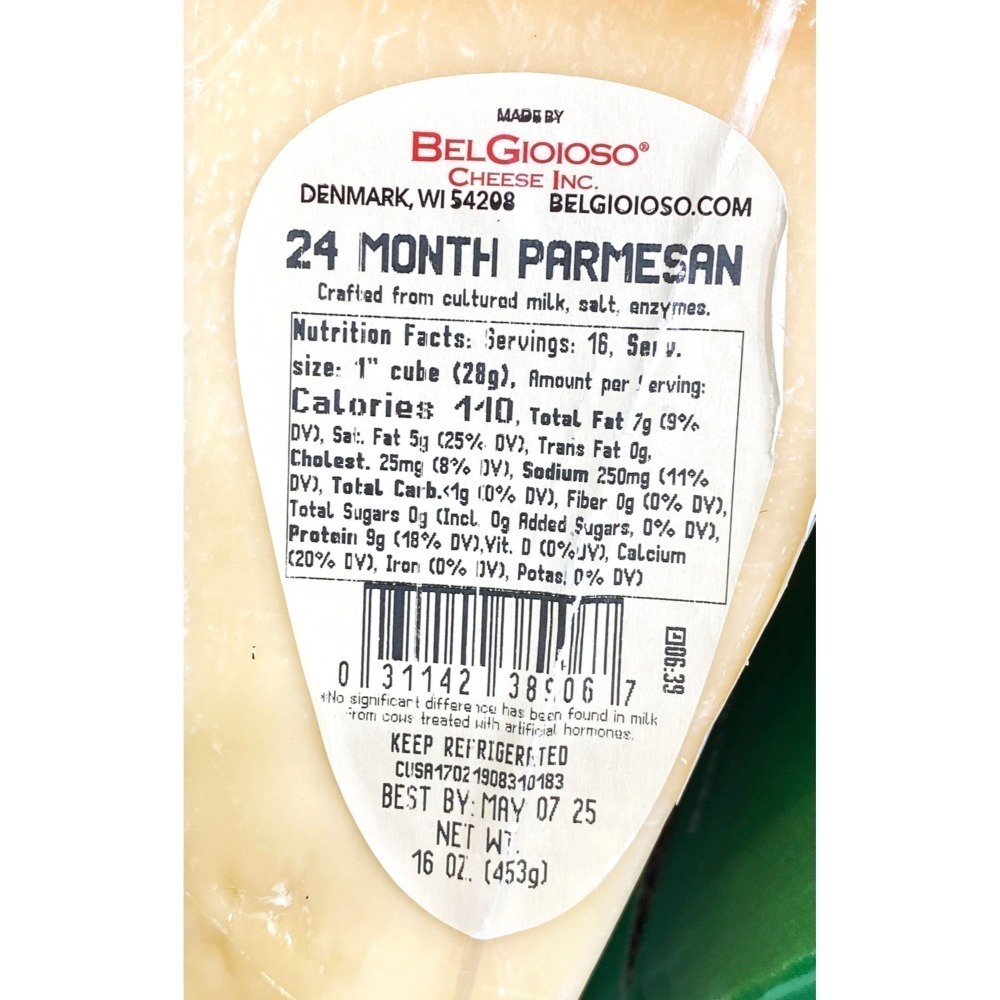 MADE BY
BELGIOIOSO®
CHEESE INC.
DENMARK, WI 54208 BELGIOIOSO.COM
24 MONTH PARMESAN
Crafted from cultured milk, salt, enzymes.
Nutrition Facts: Servings: 16, Serv.
size: 1" cube (28g), Amount per serving:
Calories 110, Total Fat 7g (9%
DV), Sat. Fat 5g (25% DV), Trans Fat 0g,
Cholest. 25mg (8% DV), Sodium 250mg (11%
DV), Total Carb.<1g (0% DV), Fiber 0g (0% DV),
Total Sugars 0g (Incl. 0g Added Sugars, 0% DV),
Protein 9g (18% DV),Vit. D (0% DV), Calcium
(20% DV), Iron (0% DV), Potas. 0% DV)
0 31142 38906 7
06:39
*No significant difference has been found in milk
from cows treated with artificial hormones.
KEEP REFRIGERATED
CUSA17021908310183
BEST BY: MAY 07 25
NET WT.
16 OZ. (453g)